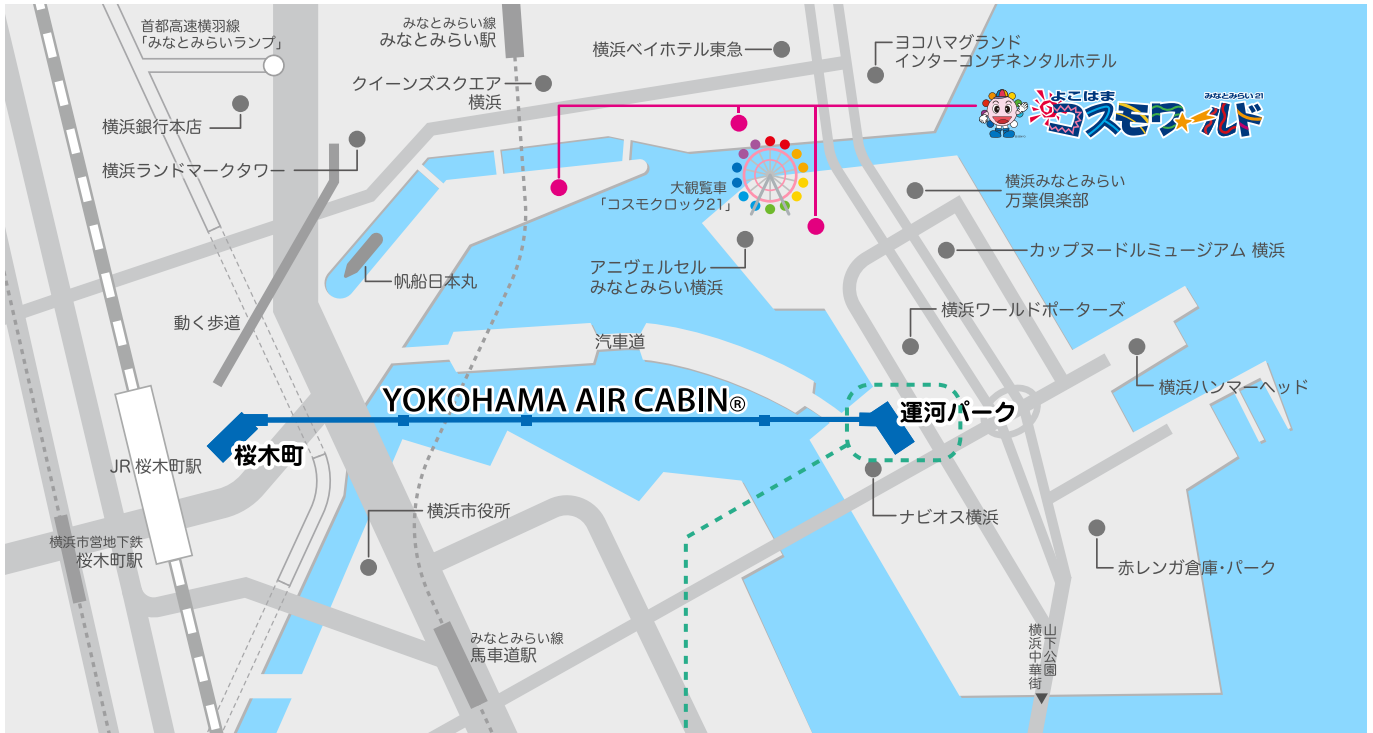 首都高速横羽線
「みなとみらいランプ」
みなとみらい線
みなとみらい駅
横浜ベイホテル東急
ヨコハマグランド
インターコンチネンタルホテル
クイーンズスクエア
横浜
よこはま
みなとみらい21
コスモワールド
横浜銀行本店
横浜ランドマークタワー
大観覧車
「コスモクロック21」
横浜みなとみらい
万葉倶楽部
カップヌードルミュージアム 横浜
アニヴェルセル
みなとみらい横浜
帆船日本丸
動く歩道
汽車道
横浜ワールドポーターズ
横浜ハンマーヘッド
YOKOHAMA AIR CABIN®
運河パーク
桜木町
JR 桜木町駅
横浜市役所
ナビオス横浜
横浜市営地下鉄
桜木町駅
赤レンガ倉庫・パーク
みなとみらい線
馬車道駅
山下公園
横浜中華街